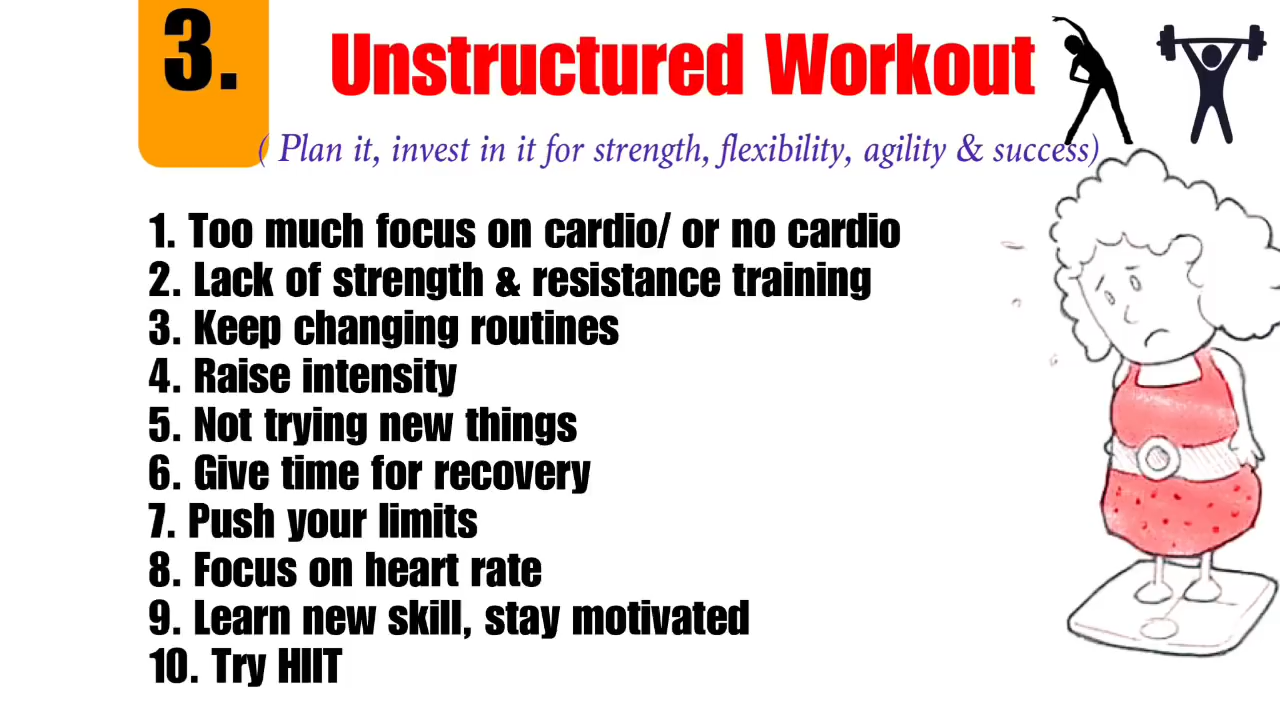 3.
Unstructured Workout
( Plan it, invest in it for strength, flexibility, agility & success)
1. Too much focus on cardio/ or no cardio
2. Lack of strength & resistance training
3. Keep changing routines
4. Raise intensity
5. Not trying new things
6. Give time for recovery
7. Push your limits
8. Focus on heart rate
9. Learn new skill, stay motivated
10. Try HIIT